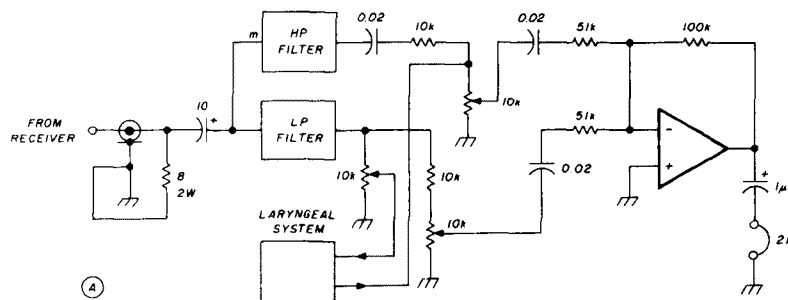 0.02
10k
0.02
51k
100k
m
HP
FILTER
10k
FROM
RECEIVER
10
+
LP
FILTER
51k
-
+
8
2W
10k
10k
0.02
+
1μ
10k
LARYNGEAL
SYSTEM
A